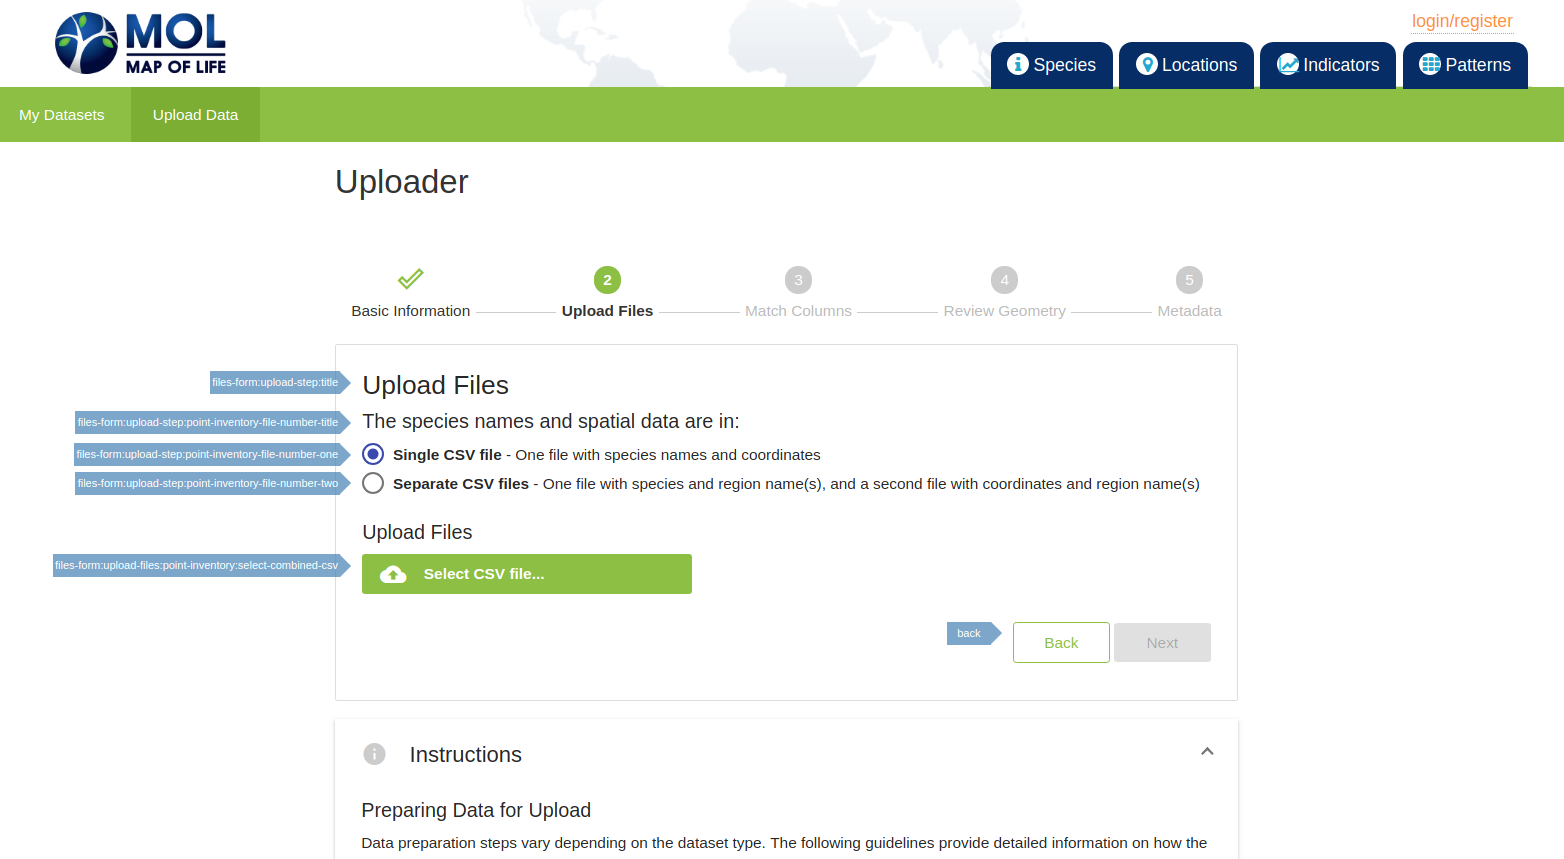 MOL
MAP OF LIFE
login/register
Species
Locations
Indicators
Patterns
My Datasets
Upload Data
Uploader
2
3
4
5
Basic Information
Upload Files
Match Columns
Review Geometry
Metadata
files-form:upload-step:title
Upload Files
files-form:upload-step:point-inventory-file-number-title
The species names and spatial data are in:
files-form:upload-step:point-inventory-file-number-one
Single CSV file - One file with species names and coordinates
files-form:upload-step:point-inventory-file-number-two
Separate CSV files - One file with species and region name(s), and a second file with coordinates and region name(s)
Upload Files
files-form:upload-files:point-inventory:select-combined-csv
Select CSV file...
back
Back
Next
Instructions
Preparing Data for Upload
Data preparation steps vary depending on the dataset type. The following guidelines provide detailed information on how the